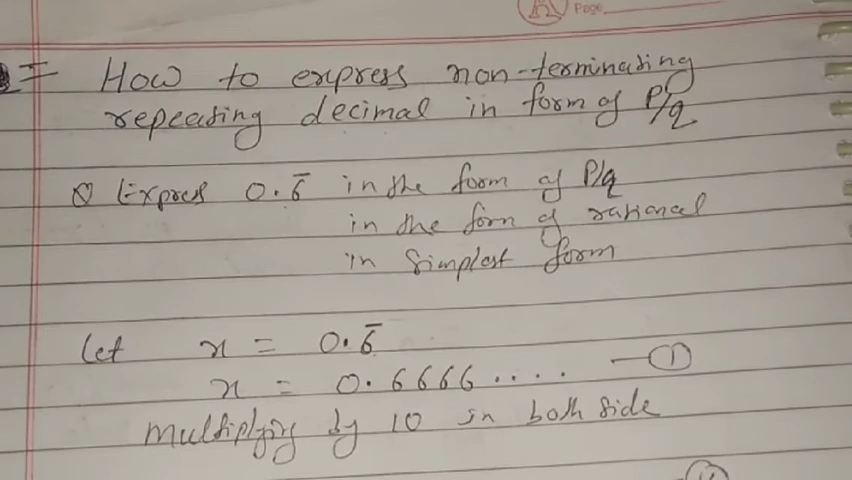 Page
How to express non-terminating
repeating decimal in form of P/q
Q Express 0.6̅ in the form of P/q
in the form of rational
in simplest form
Let x = 0.6̅
x = 0.6666.... —①
Multiplying by 10 in both side